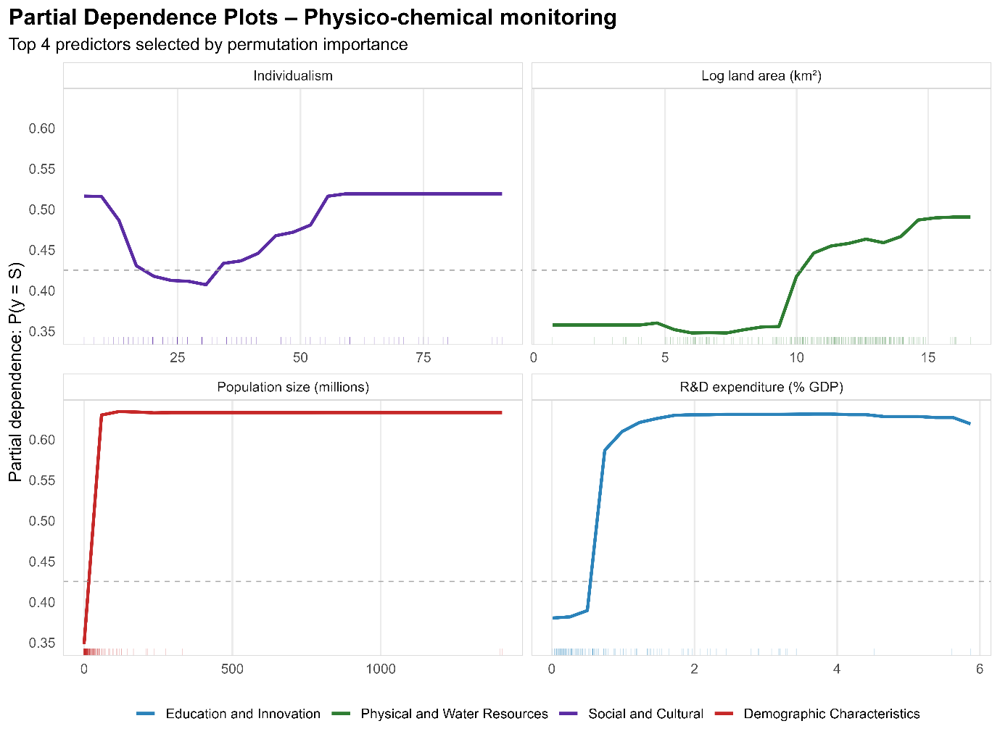 Partial Dependence Plots – Physico-chemical monitoring
Top 4 predictors selected by permutation importance
Individualism
Log land area (km²)
0.60
0.55
0.50
0.45
0.40
0.35
25
50
75
0
5
10
15
Partial dependence: P(y = S)
Population size (millions)
R&D expenditure (% GDP)
0.60
0.55
0.50
0.45
0.40
0.35
0
500
1000
0
2
4
6
Education and Innovation
Physical and Water Resources
Social and Cultural
Demographic Characteristics